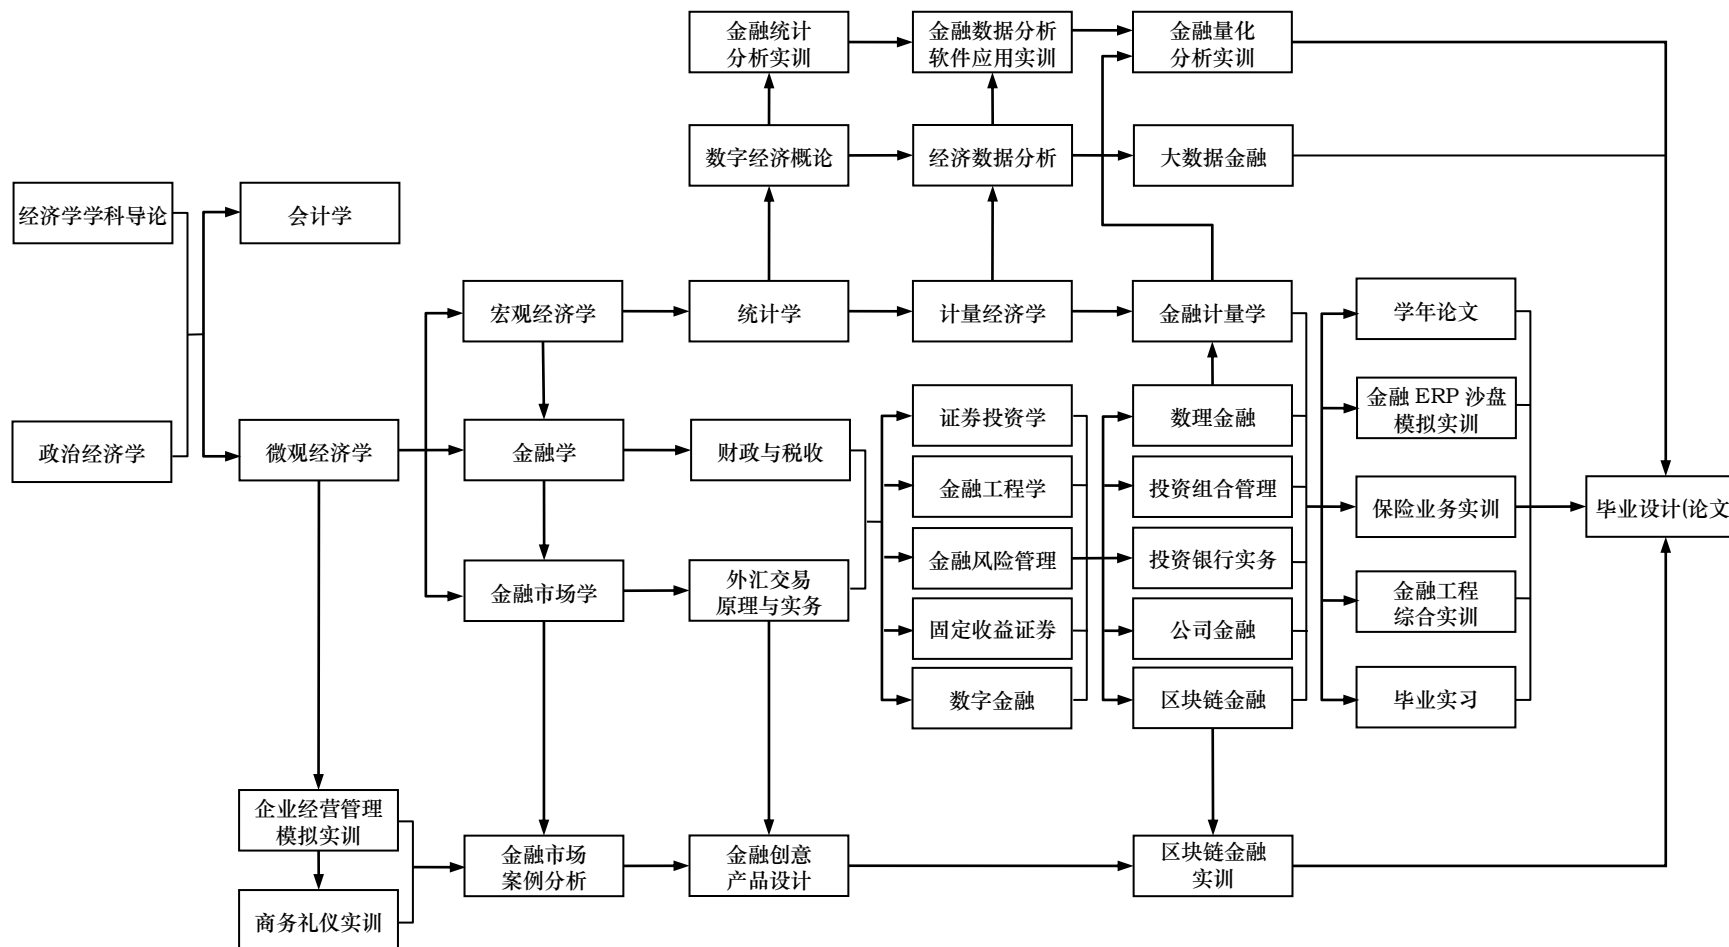 金融统计
分析实训
金融数据分析
软件应用实训
金融量化
分析实训
数字经济概论
经济数据分析
大数据金融
经济学学科导论
会计学
宏观经济学
统计学
计量经济学
金融计量学
学年论文
政治经济学
微观经济学
金融学
财政与税收
证券投资学
数理金融
金融 ERP 沙盘
模拟实训
金融工程学
投资组合管理
保险业务实训
毕业设计(论文
金融市场学
外汇交易
原理与实务
金融风险管理
投资银行实务
金融工程
综合实训
固定收益证券
公司金融
数字金融
区块链金融
毕业实习
企业经营管理
模拟实训
商务礼仪实训
金融市场
案例分析
金融创意
产品设计
区块链金融
实训